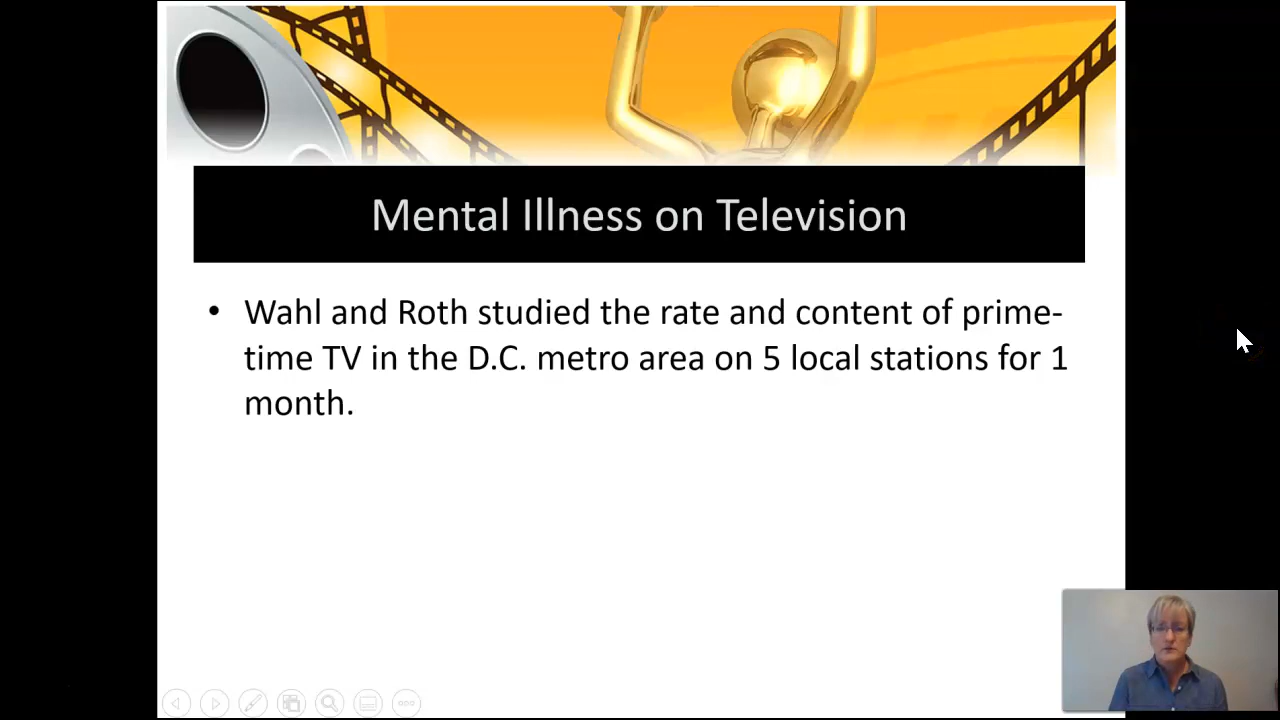 Mental Illness on Television
• Wahl and Roth studied the rate and content of prime-
time TV in the D.C. metro area on 5 local stations for 1
month.